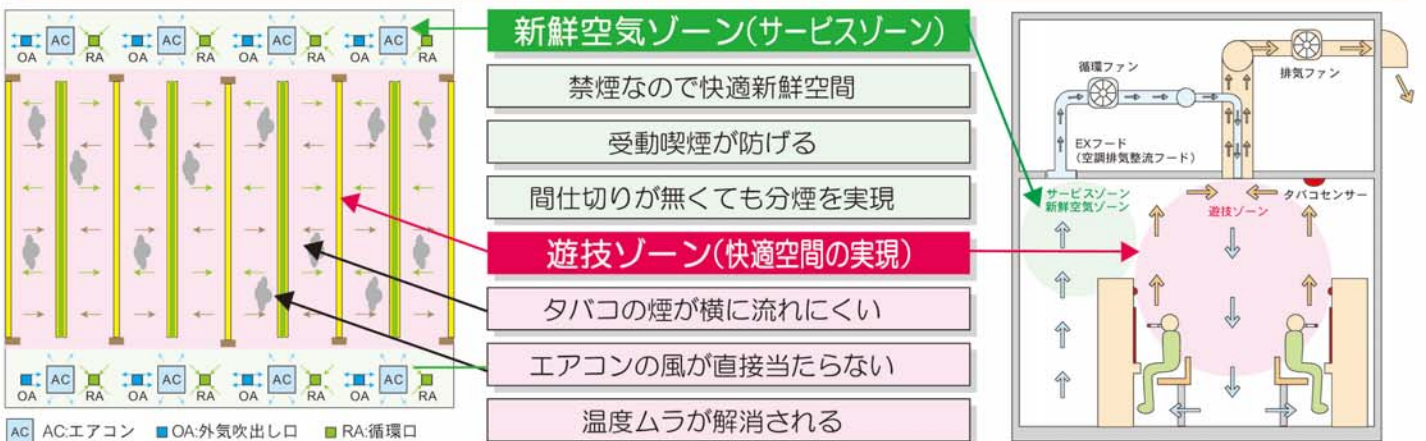 AC AC AC AC
OA RA OA RA OA RA OA RA
新鮮空気ゾーン(サービスゾーン)
禁煙なので快適新鮮空間
受動喫煙が防げる
間仕切りが無くても分煙を実現
遊技ゾーン(快適空間の実現)
タバコの煙が横に流れにくい
エアコンの風が直接当たらない
温度ムラが解消される
AC AC AC AC
OA RA OA RA OA RA OA RA
AC AC:エアコン OA:外気吹出し口 RA:循環口
循環ファン
排気ファン
EXフード
(空調排気整流フード)
サービスゾーン
新鮮空気ゾーン
遊技ゾーン
タバコセンサー